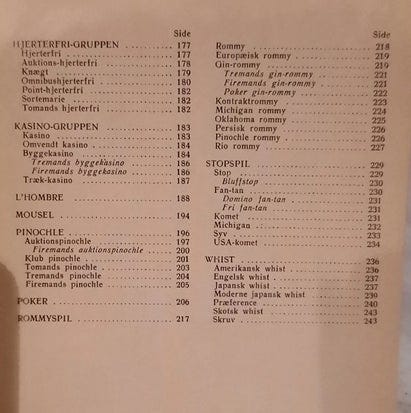 Side
HJERTERFRI-GRUPPEN 177
Hjerterfri 177
Auktions-hjerterfri 178
Knægt 179
Omnibushjerterfri 180
Point-hjerterfri 182
Sortemarie 182
Tomands hjerterfri 182
KASINO-GRUPPEN 183
Kasino 183
Omvendt kasino 184
Byggekasino 184
Tremands byggekasino 186
Firemands byggekasino 186
Træk-kasino 187
L'HOMBRE 188
MOUSEL 194
PINOCHLE 196
Auktionspinochle 197
Firemands auktionspinochle 200
Klub pinochle 201
Tomands pinochle 203
Tremands pinochle 204
Firemands pinochle 205
POKER 206
ROMMYSPIL 217
Side
Rommy 218
Europæisk rommy 219
Gin-rommy 219
Tremands gin-rommy 221
Firemands gin-rommy 221
Poker gin-rommy 222
Kontraktrommy 223
Michigan rommy 224
Oklahoma rommy 225
Persisk rommy 226
Pinochle rommy 226
Rio rommy 227
STOPSPIL 229
Stop 229
Bluffstop 230
Fan-tan 230
Domino fan-tan 231
Fri fan-tan 231
Komet 231
Michigan 232
Syv 233
USA-komet 234
WHIST 236
Amerikansk whist 236
Engelsk whist 237
Japansk whist 237
Moderne japansk whist 230
Præference 240
Skotsk whist 243
Skruv 243